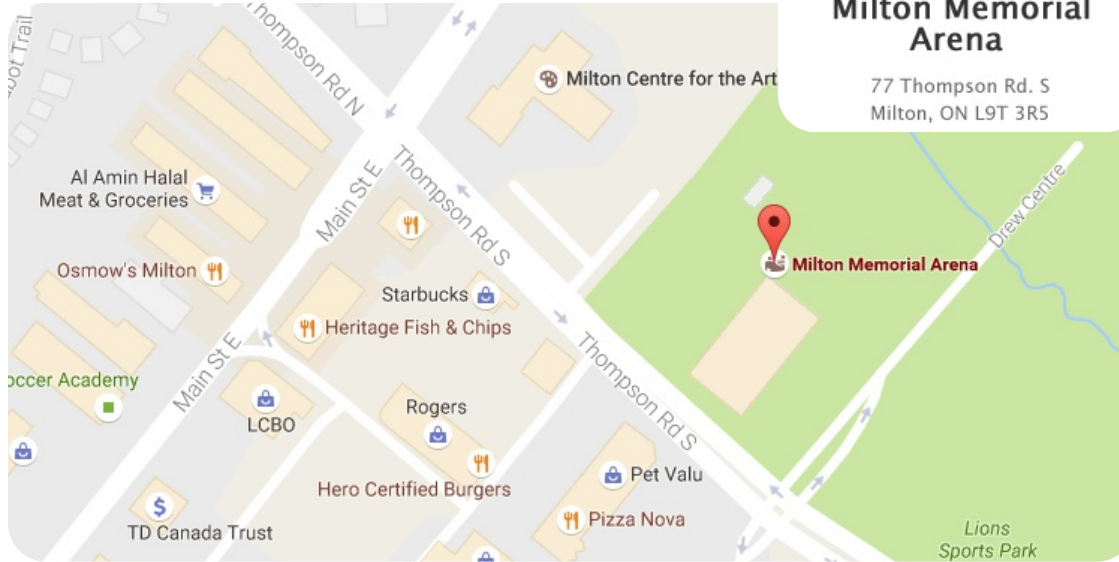 Milton Memorial
Arena
77 Thompson Rd. S
Milton, ON L9T 3R5
Thompson Rd N
Milton Centre for the Art
Al Amin Halal
Meat & Groceries
Main St E
Thompson Rd S
Drew Centre
Osmow's Milton
Milton Memorial Arena
Starbucks
Heritage Fish & Chips
Main St E
Thompson Rd S
occer Academy
LCBO
Rogers
Hero Certified Burgers
Pet Valu
Pizza Nova
TD Canada Trust
$
Lions
Sports Park
bot Trail